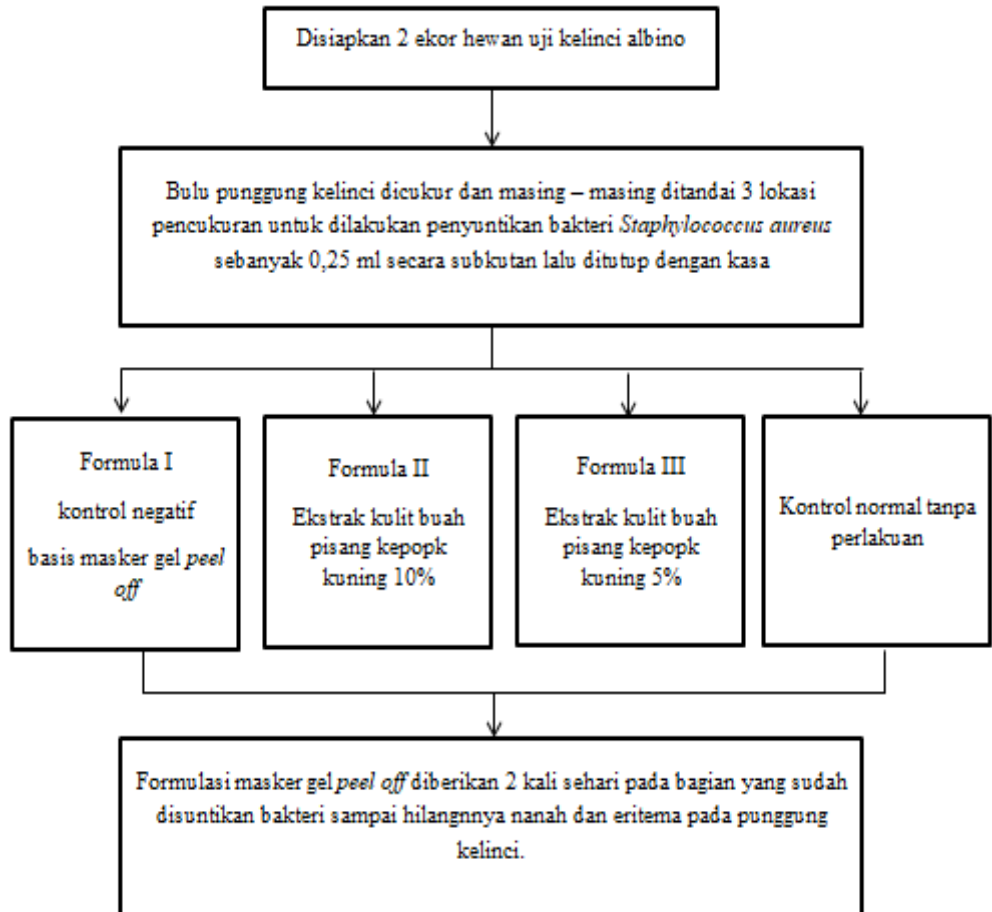 Disiapkan 2 ekor hewan uji kelinci albino
Bulu punggung kelinci dicukur dan masing – masing ditandai 3 lokasi
pencukuran untuk dilakukan penyuntikan bakteri Staphylococcus aureus
sebanyak 0,25 ml secara subkutan lalu ditutup dengan kasa
Formula I
kontrol negatif
basis masker gel peel
off
Formula II
Ekstrak kulit buah
pisang kepopk
kuning 10%
Formula III
Ekstrak kulit buah
pisang kepopk
kuning 5%
Kontrol normal tanpa
perlakuan
Formulasi masker gel peel off diberikan 2 kali sehari pada bagian yang sudah
disuntikan bakteri sampai hilangnnya nanah dan eritema pada punggung
kelinci.